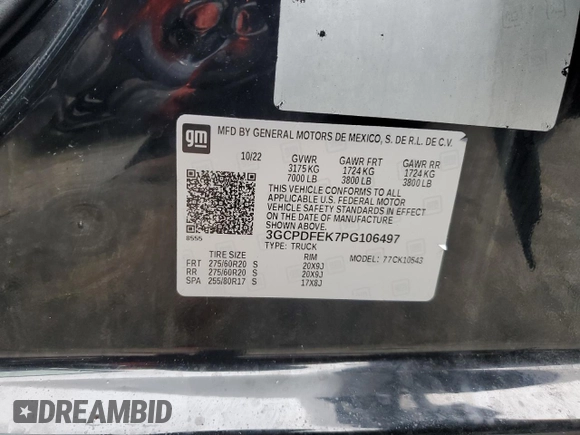 gm MFD BY GENERAL MOTORS DE MEXICO, S. DE R.L. DE C.V.
10/22 GVWR GAWR FRT GAWR RR
3175 KG 1724 KG 1724 KG
7000 LB 3800 LB 3800 LB
THIS VEHICLE CONFORMS TO ALL
APPLICABLE U.S. FEDERAL MOTOR
VEHICLE SAFETY STANDARDS IN EFFECT
ON THE DATE OF MANUFACTURE
SHOWN ABOVE.
3GCPDFEK7PG106497
8555 TYPE: TRUCK
TIRE SIZE RIM MODEL: 77CK10543
FRT 275/60R20 S 20X9J
RR 275/60R20 S 20X9J
SPA 255/80R17 S 17X8J
DREAMBID